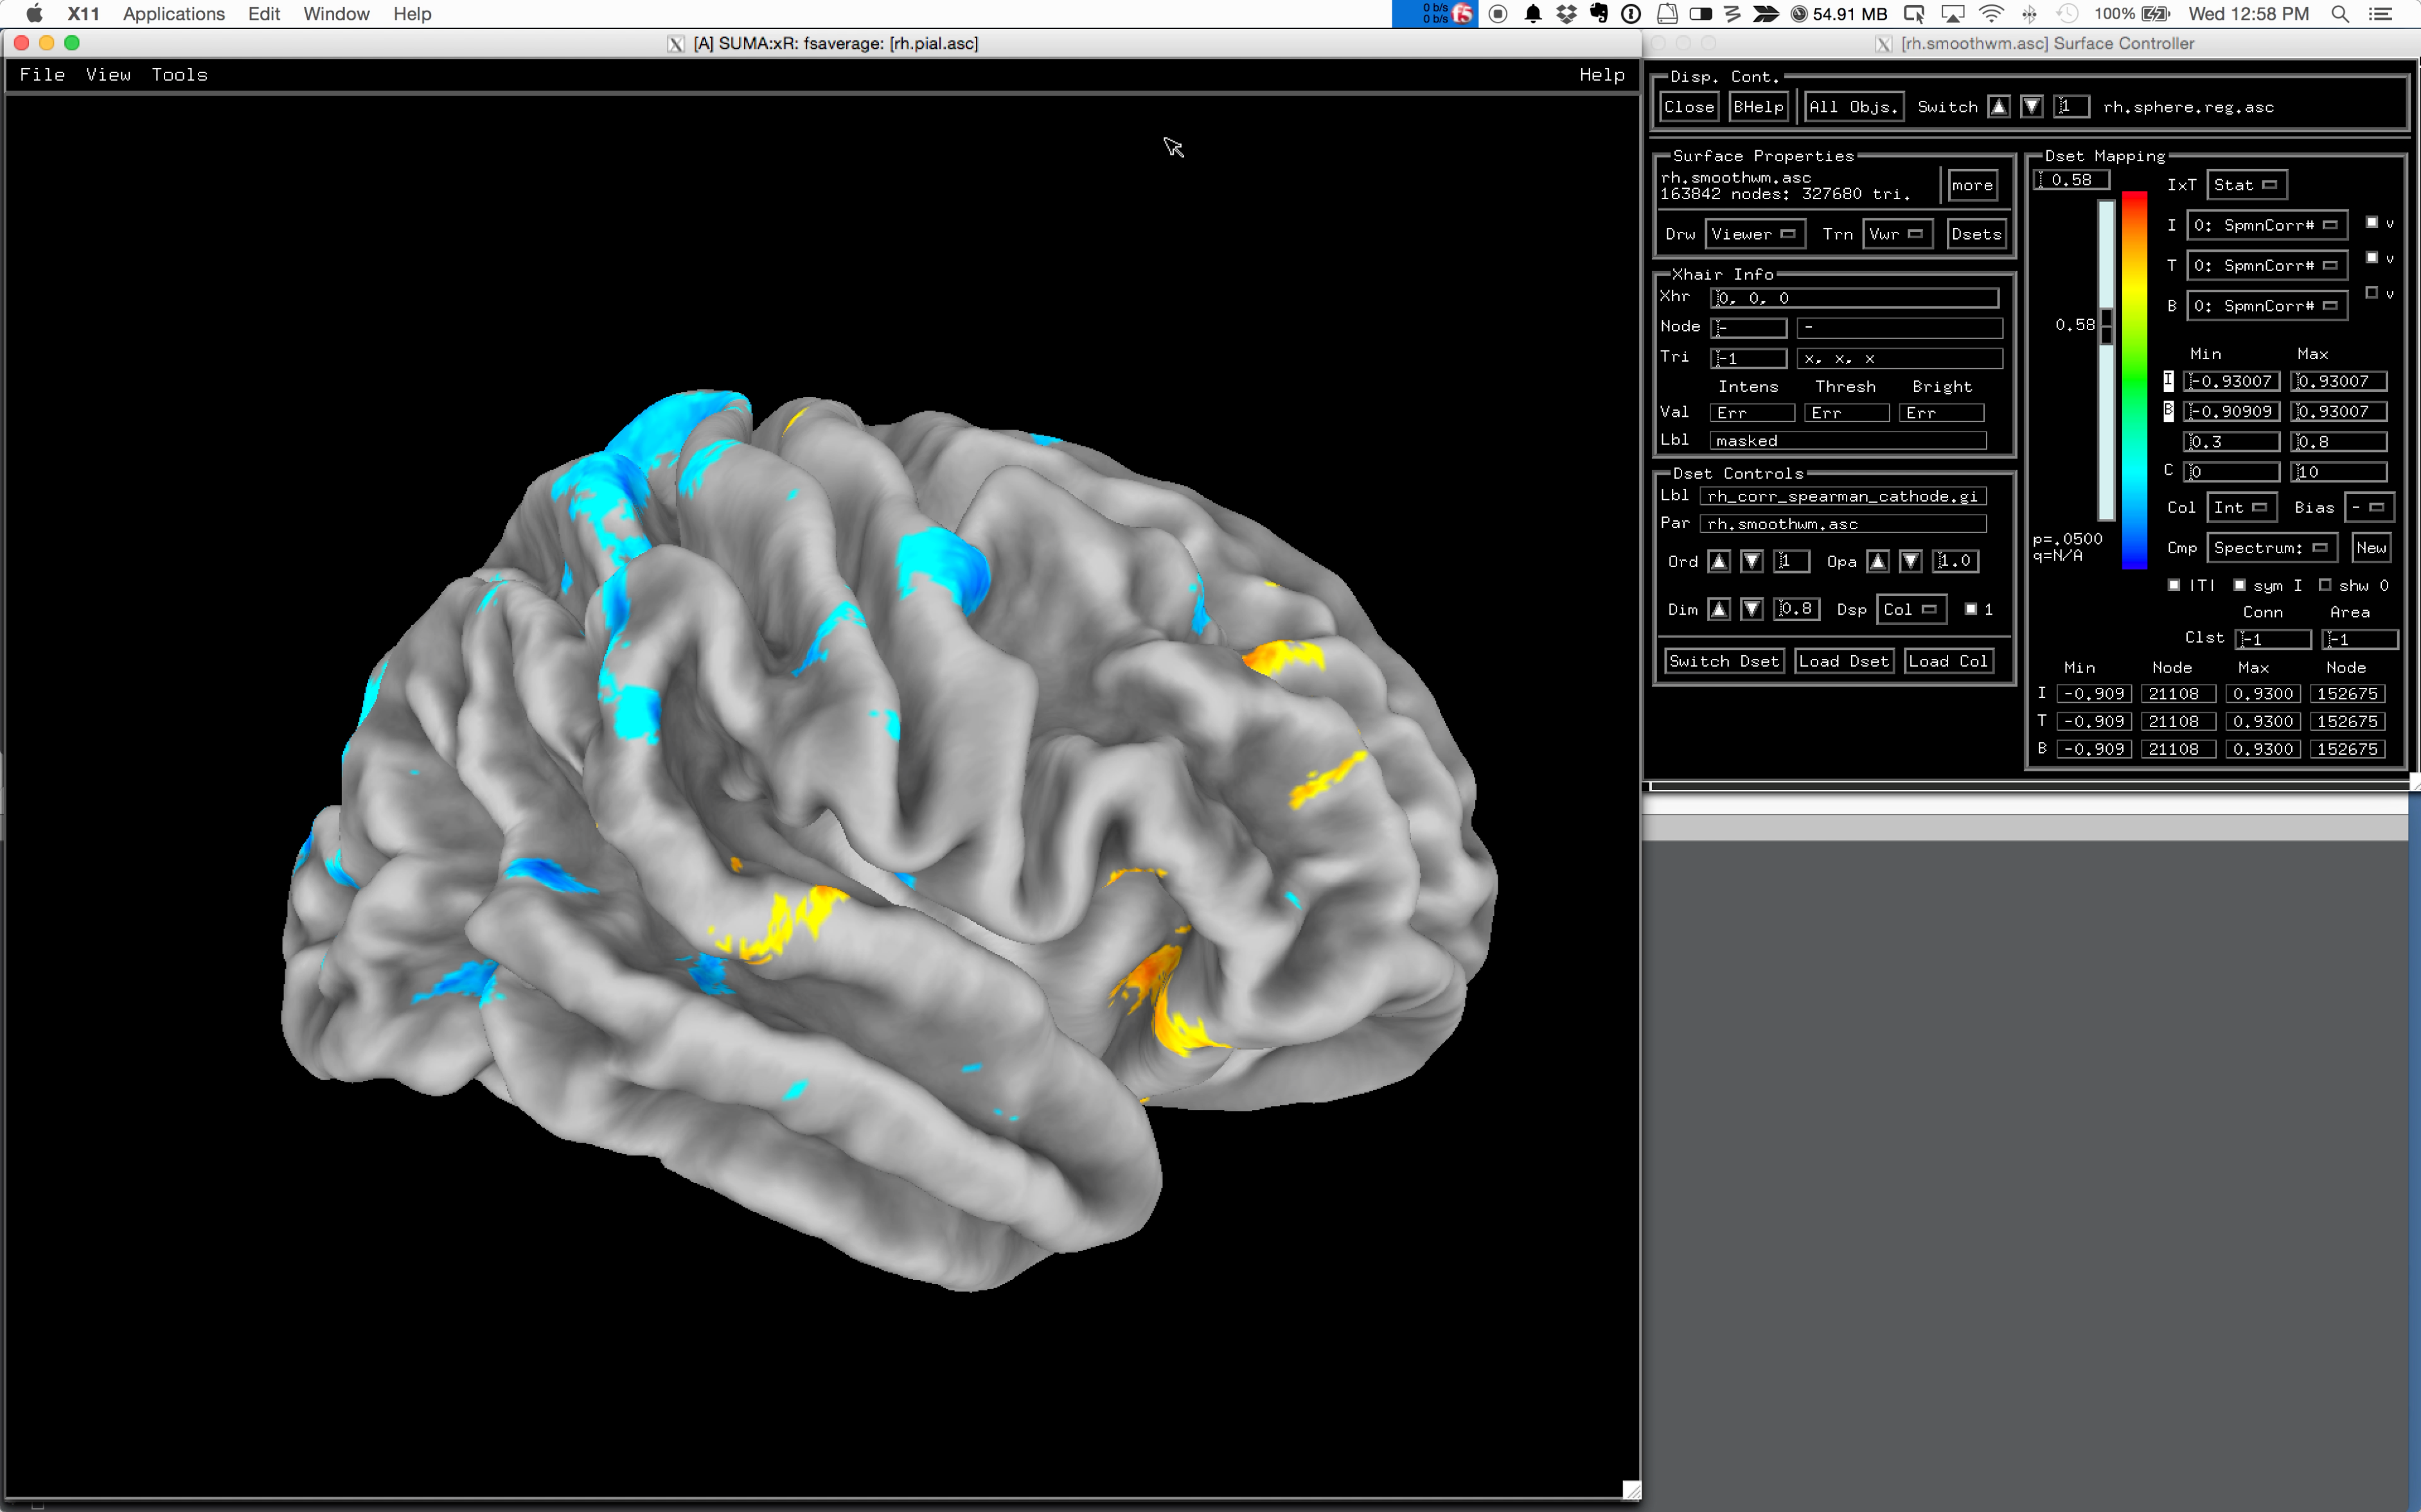 X11 Applications Edit Window Help
0 b/s
0 b/s
f5
54.91 MB
100%
Wed 12:58 PM
[A] SUMA:xR: fsaverage: [rh.pial.asc]
File View Tools Help
[rh.smoothwm.asc] Surface Controller
Disp. Cont.
Close BHelp All Objs. Switch 1 rh.sphere.reg.asc
Surface Properties
rh.smoothwm.asc
163842 nodes: 327680 tri.
more
Drw Viewer Trn Vwr Dsets
Xhair Info
Xhr 0, 0, 0
Node - -
Tri -1 x, x, x
Intens Thresh Bright
Val Err Err Err
Lbl masked
Dset Controls
Lbl rh_corr_spearman_cathode.gi
Par rh.smoothwm.asc
Ord 1 Opa 1.0
Dim 0.8 Dsp Col 1
Switch Dset Load Dset Load Col
Dset Mapping
0.58
IxT Stat
I 0: SpmnCorr# v
T 0: SpmnCorr# v
B 0: SpmnCorr# v
0.58
Min Max
I -0.93007 0.93007
B -0.90909 0.93007
0.3 0.8
C 0 10
Col Int Bias -
p=.0500
q=N/A
Cmp Spectrum: New
|T| sym I shw 0
Conn Area
Clst -1 -1
Min Node Max Node
I -0.909 21108 0.9300 152675
T -0.909 21108 0.9300 152675
B -0.909 21108 0.9300 152675